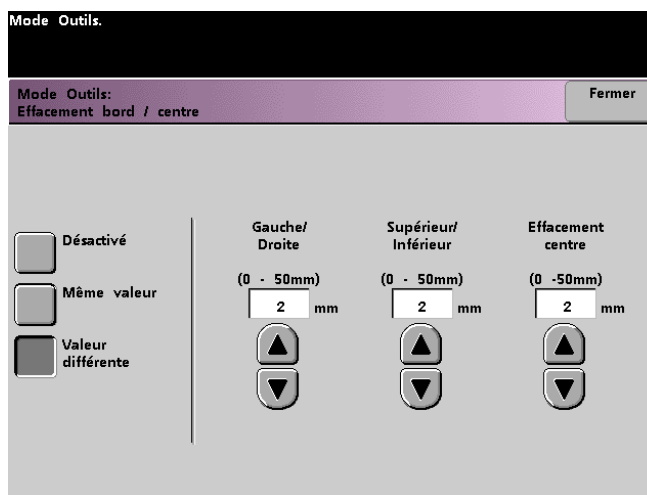 Mode Outils.
Mode Outils:
Effacement bord / centre
Fermer
Désactivé
Même valeur
Valeur
différente
Gauche/
Droite
(0 - 50mm)
2 mm
Supérieur/
Inférieur
(0 - 50mm)
2 mm
Effacement
centre
(0 -50mm)
2 mm